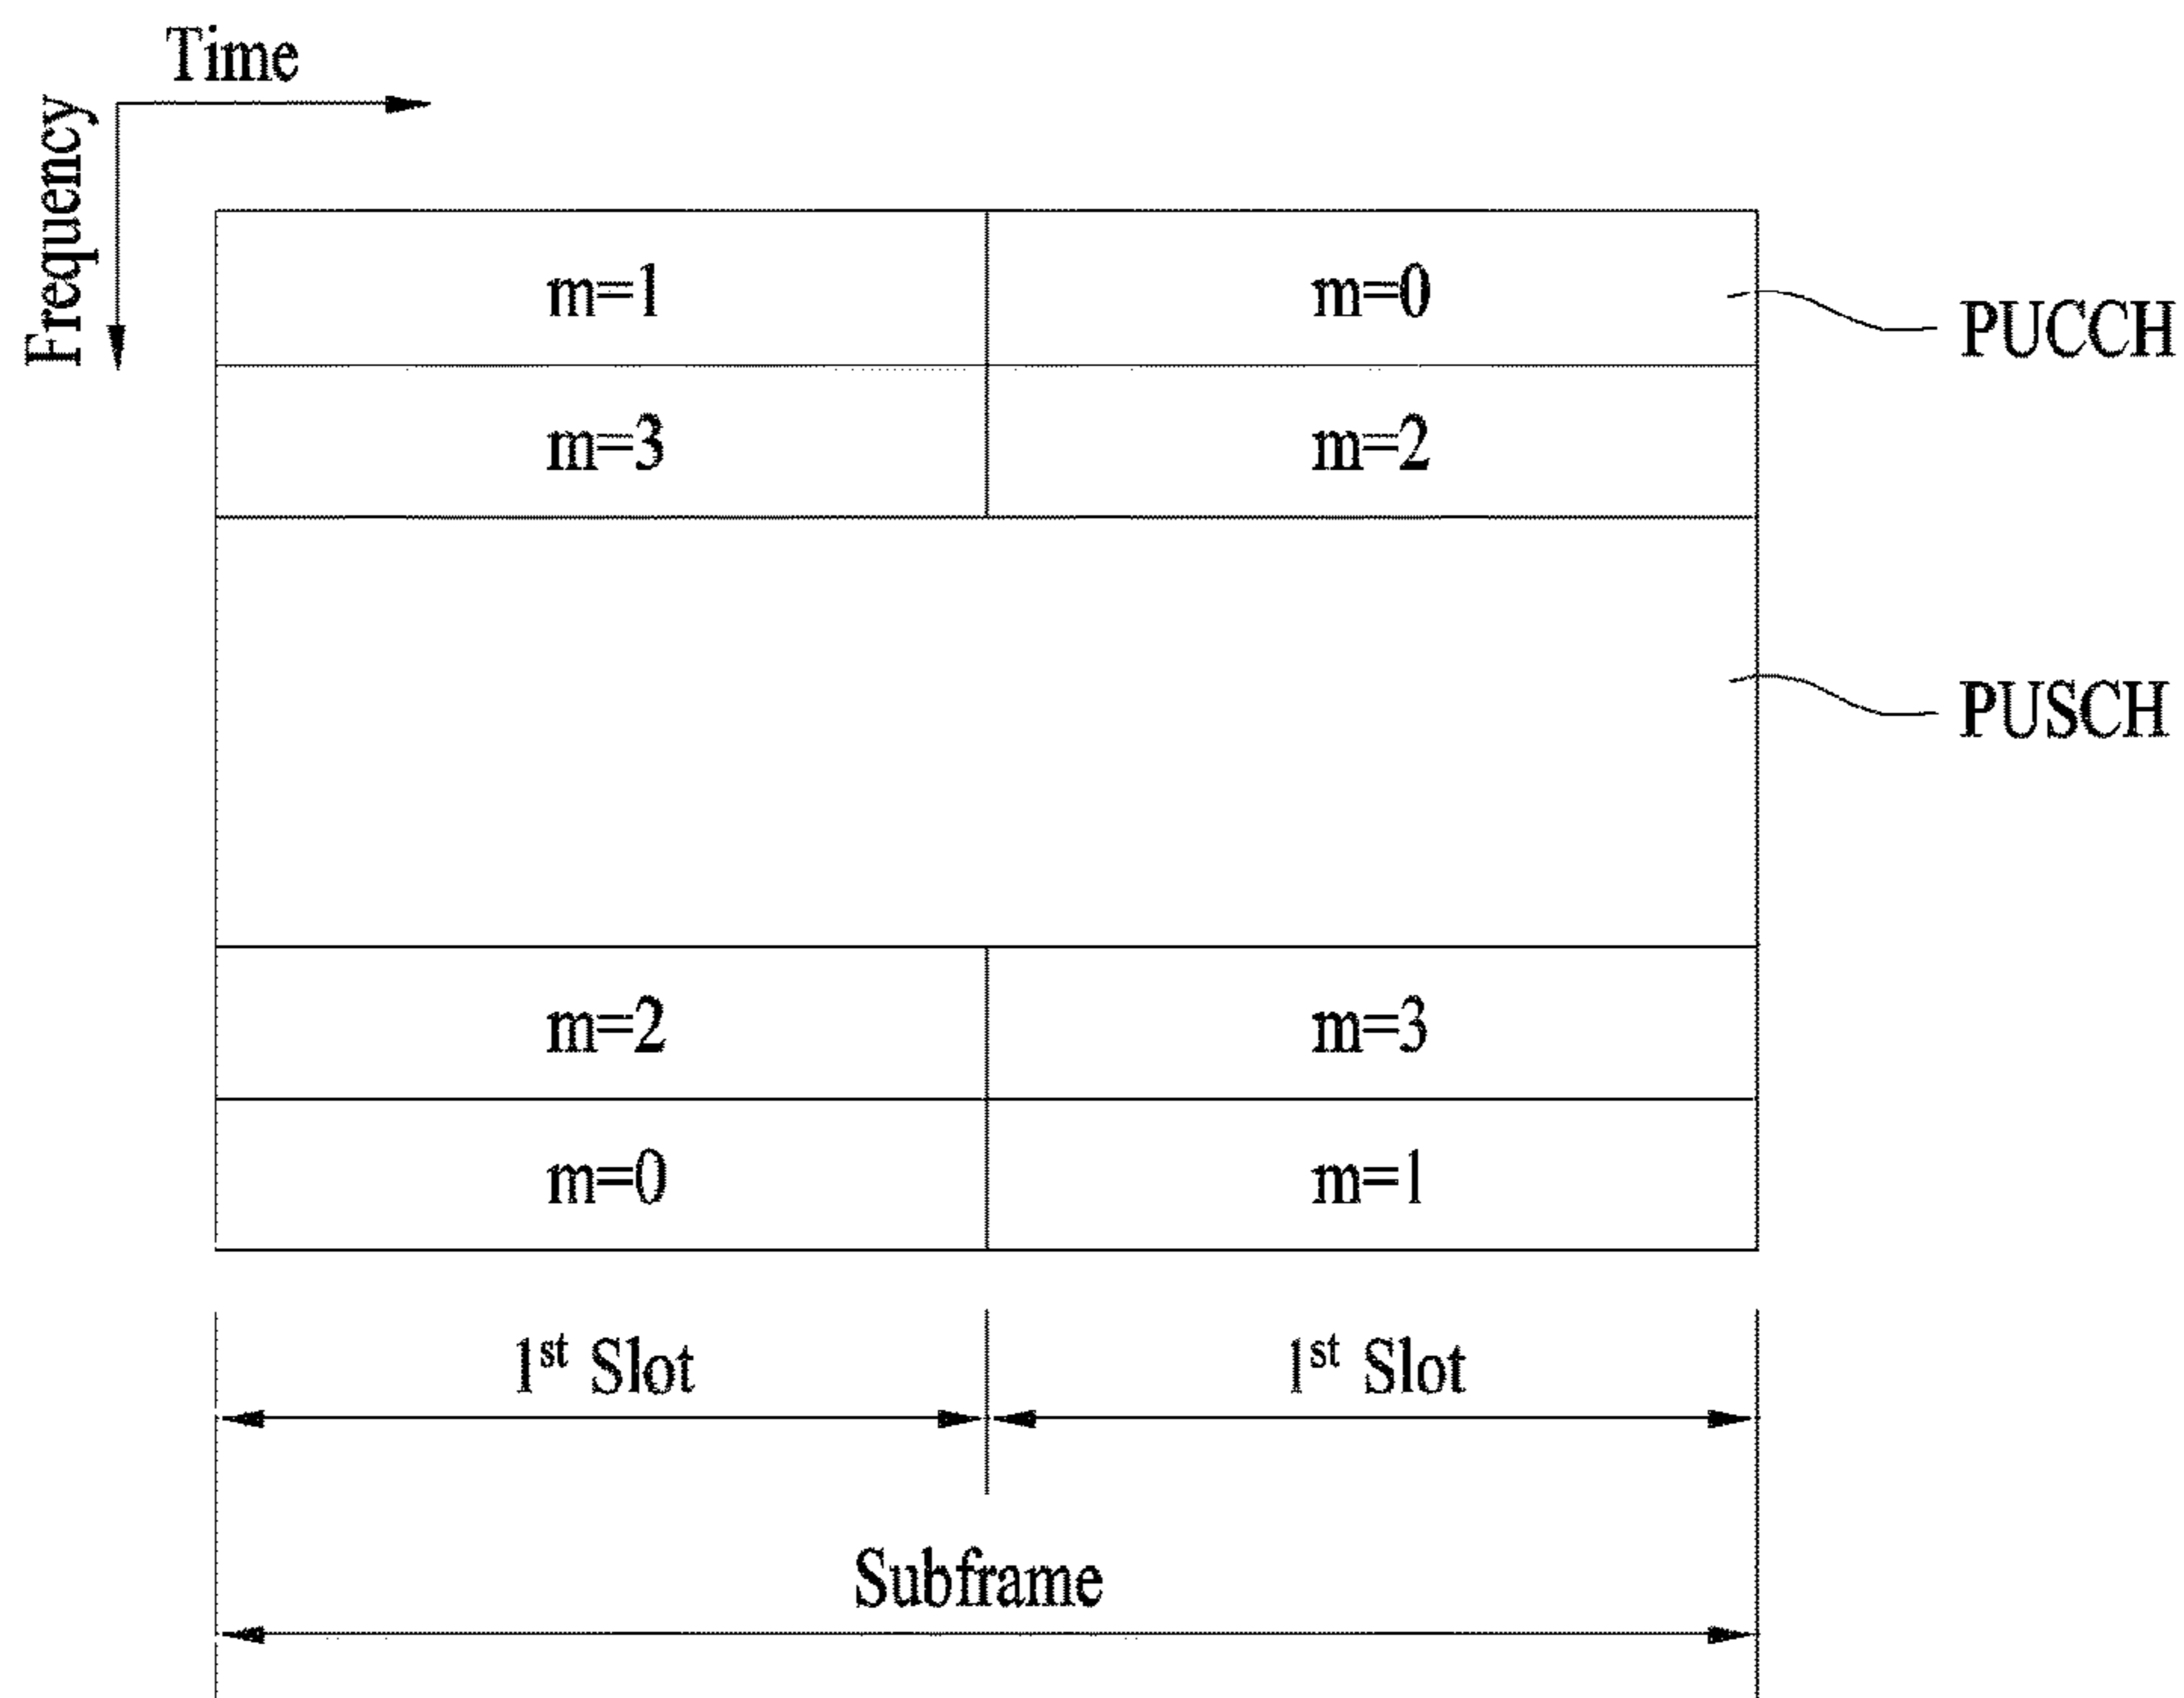 Time
Frequency
m=1 m=0
PUCCH
m=3 m=2
PUSCH
m=2 m=3
m=0 m=1
1st Slot 1st Slot
Subframe